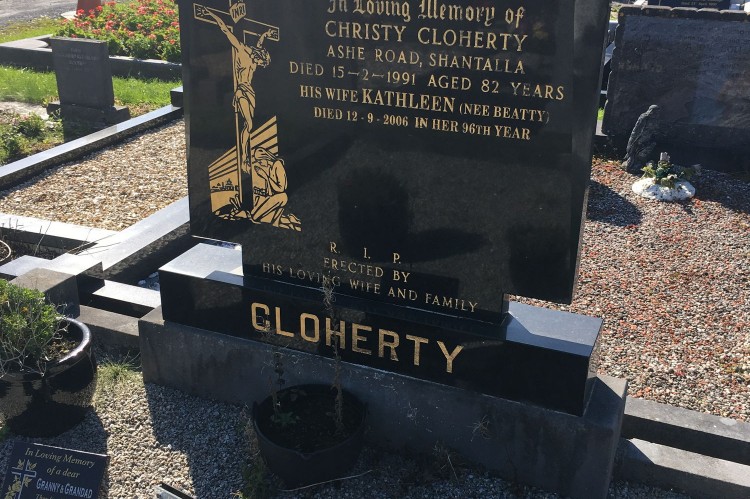 In Loving Memory of
CHRISTY CLOHERTY
ASHE ROAD, SHANTALLA
DIED 15-2-1991 AGED 82 YEARS
HIS WIFE KATHLEEN (NEE BEATTY)
DIED 12-9-2006 IN HER 96TH YEAR
R. I. P.
ERECTED BY
HIS LOVING WIFE AND FAMILY
CLOHERTY
In Loving Memory
of a dear
GRANNY & GRANDAD